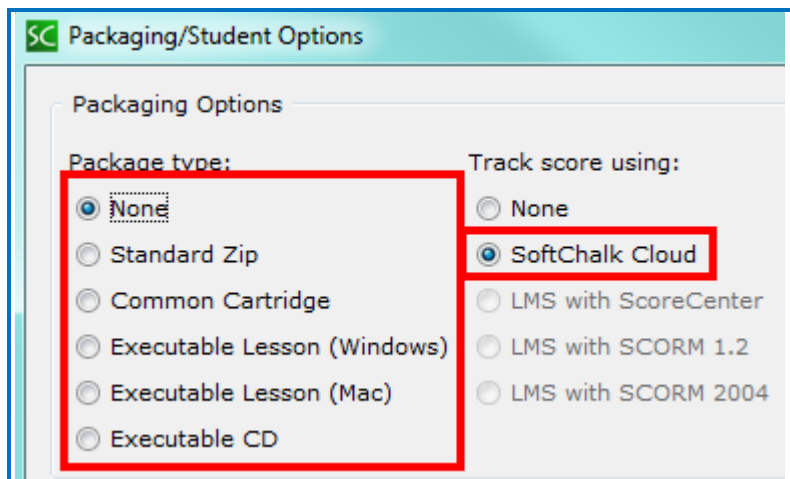 SC Packaging/Student Options
Packaging Options
Package type:
None
Standard Zip
Common Cartridge
Executable Lesson (Windows)
Executable Lesson (Mac)
Executable CD
Track score using:
None
SoftChalk Cloud
LMS with ScoreCenter
LMS with SCORM 1.2
LMS with SCORM 2004